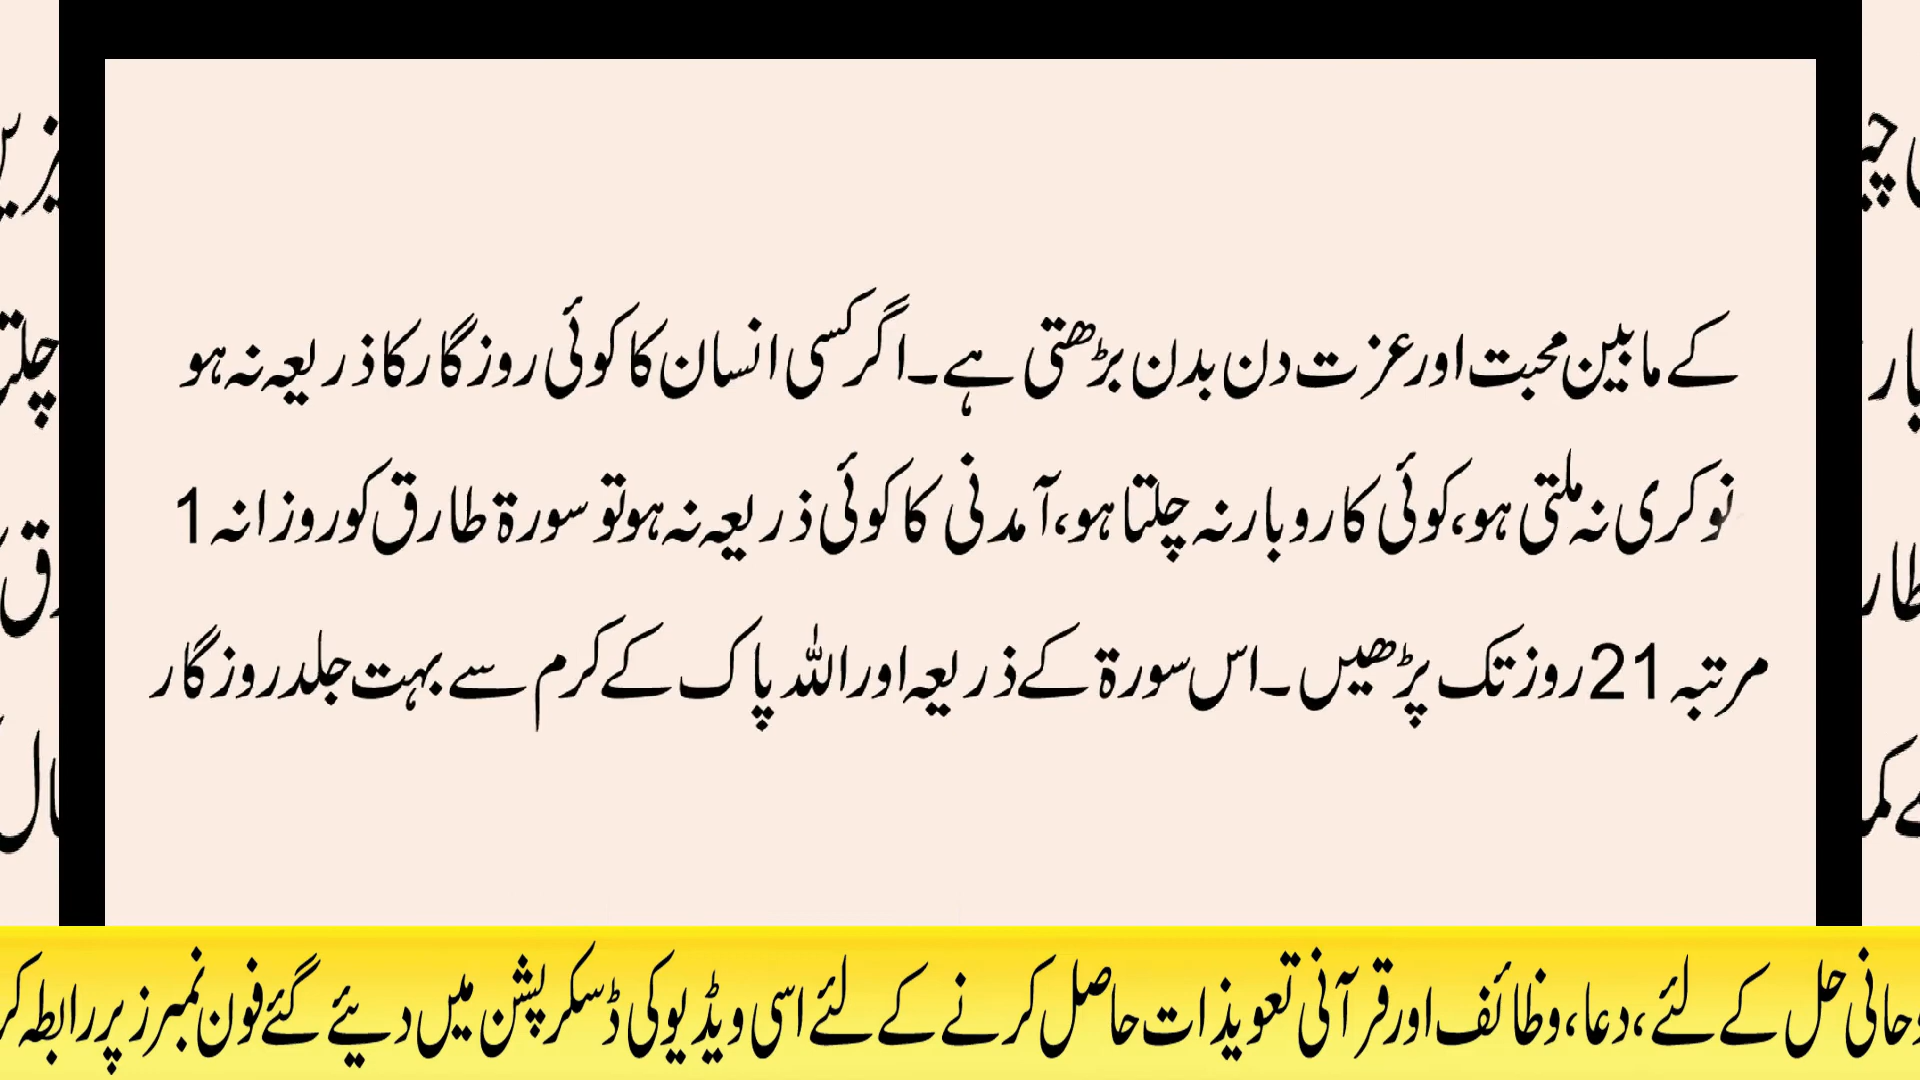 کے مابین محبت اور عزت دن بدن بڑھتی ہے۔اگر کسی انسان کا کوئی روزگار کا ذریعہ نہ ہو
نوکری نہ ملتی ہو،کوئی کاروبار نہ چلتا ہو،آمدنی کا کوئی ذریعہ نہ ہو تو سورۃ طارق کو روزانہ 1
مرتبہ 21 روز تک پڑھیں۔اس سورۃ کے ذریعہ اور اللہ پاک کے کرم سے بہت جلد روزگار
حل کے لئے،دعا،وظائف اور قرآنی تعویذات حاصل کرنے کے لئے اسی ویڈیو کی ڈسکرپشن میں دیئے گئے فون نمبرز پر رابطہ